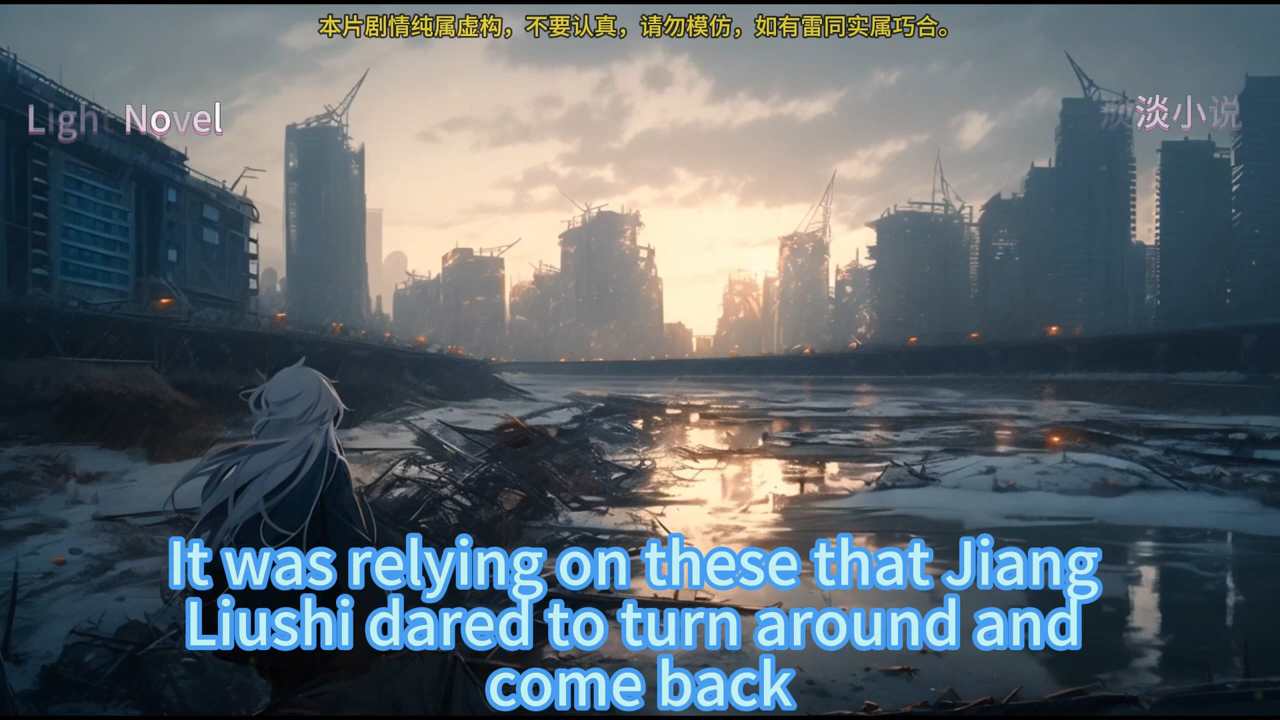 本片剧情纯属虚构，不要认真，请勿模仿，如有雷同实属巧合。
Light Novel
淡淡小说
It was relying on these that Jiang
Liushi dared to turn around and
come back